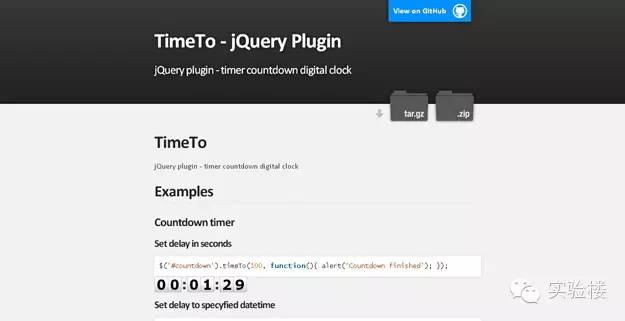 View on GitHub
TimeTo - jQuery Plugin
jQuery plugin - timer countdown digital clock
tar.gz
.zip
TimeTo
jQuery plugin - timer countdown digital clock
Examples
Countdown timer
Set delay in seconds
$('#countdown').timeTo(100, function(){ alert('Countdown finished'); });
00:01:29
Set delay to specyfied datetime
实验楼